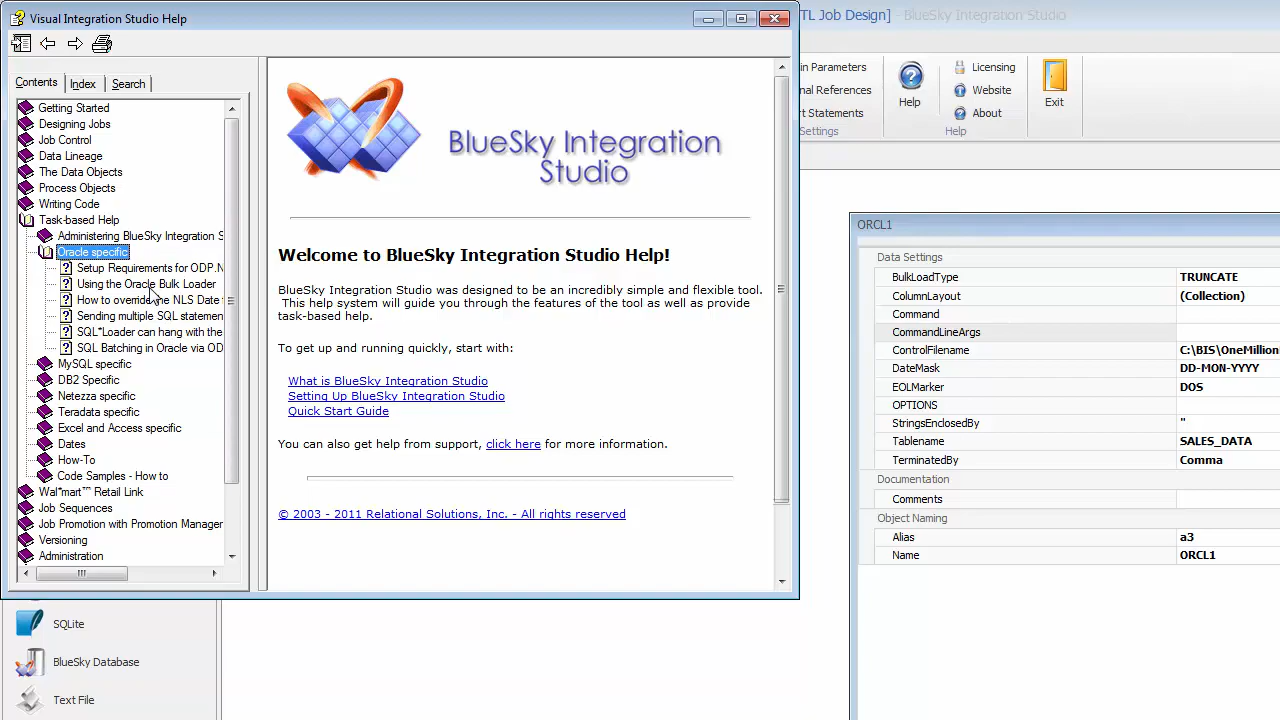 Visual Integration Studio Help
TL Job Design] - BlueSky Integration Studio
Contents
Index
Search
Getting Started
Designing Jobs
Job Control
Data Lineage
The Data Objects
Process Objects
Writing Code
Task-based Help
Administering BlueSky Integration S
Oracle specific
Setup Requirements for ODP.N
Using the Oracle Bulk Loader
How to override the NLS Date
Sending multiple SQL statemen
SQL*Loader can hang with the
SQL Batching in Oracle via OD
MySQL specific
DB2 Specific
Netezza specific
Teradata specific
Excel and Access specific
Dates
How-To
Code Samples - How to
Wal*mart™ Retail Link
Job Sequences
Job Promotion with Promotion Manager
Versioning
Administration
BlueSky Integration
Studio
Welcome to BlueSky Integration Studio Help!
BlueSky Integration Studio was designed to be an incredibly simple and flexible tool.
This help system will guide you through the features of the tool as well as provide
task-based help.
To get up and running quickly, start with:
What is BlueSky Integration Studio
Setting Up BlueSky Integration Studio
Quick Start Guide
You can also get help from support, click here for more information.
© 2003 - 2011 Relational Solutions, Inc. - All rights reserved
in Parameters
nal References
rt Statements
Settings
Help
Licensing
Website
About
Help
Exit
ORCL1
Data Settings
BulkLoadType TRUNCATE
ColumnLayout (Collection)
Command
CommandLineArgs
ControlFilename C:\BIS\OneMillion
DateMask DD-MON-YYYY
EOLMarker DOS
OPTIONS
StringsEnclosedBy "
Tablename SALES_DATA
TerminatedBy Comma
Documentation
Comments
Object Naming
Alias a3
Name ORCL1
SQLite
BlueSky Database
Text File